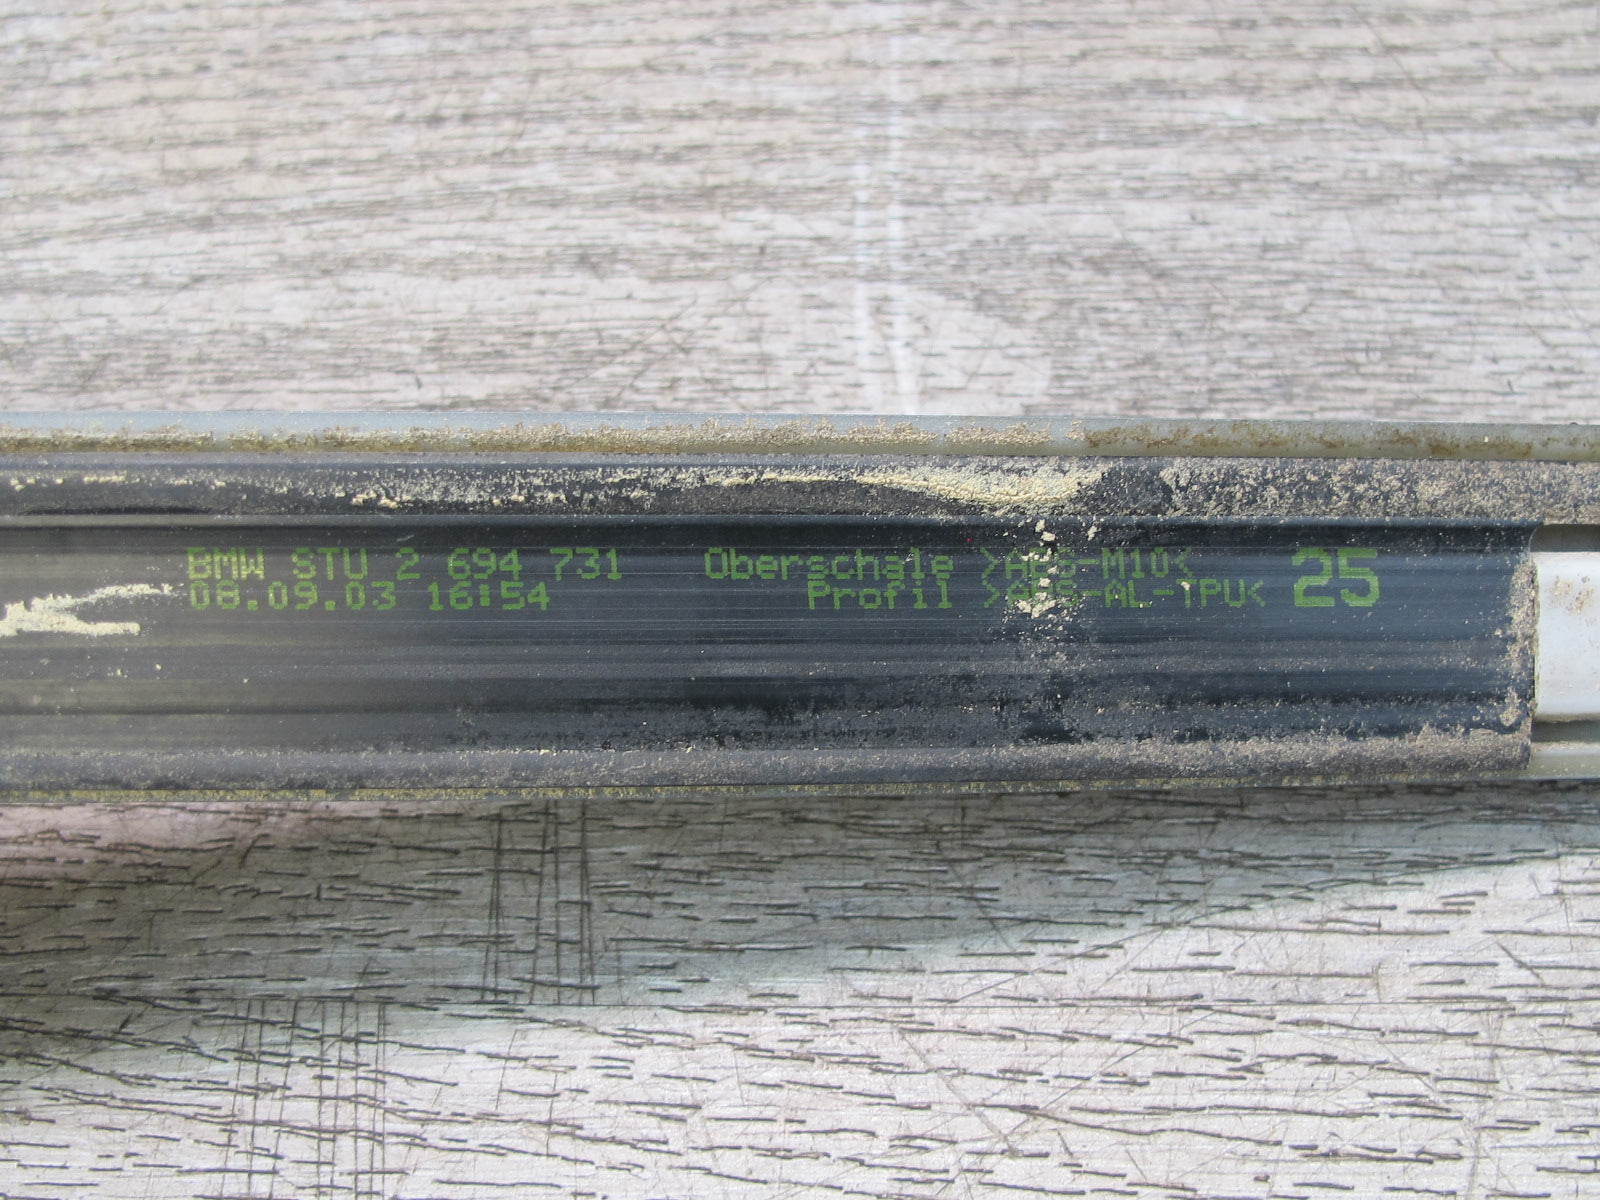 BMW STU 2 694 731 Oberschale >ABS-M10< 25
08.09.03 16:54 Profil >ABS-AL-TPU<